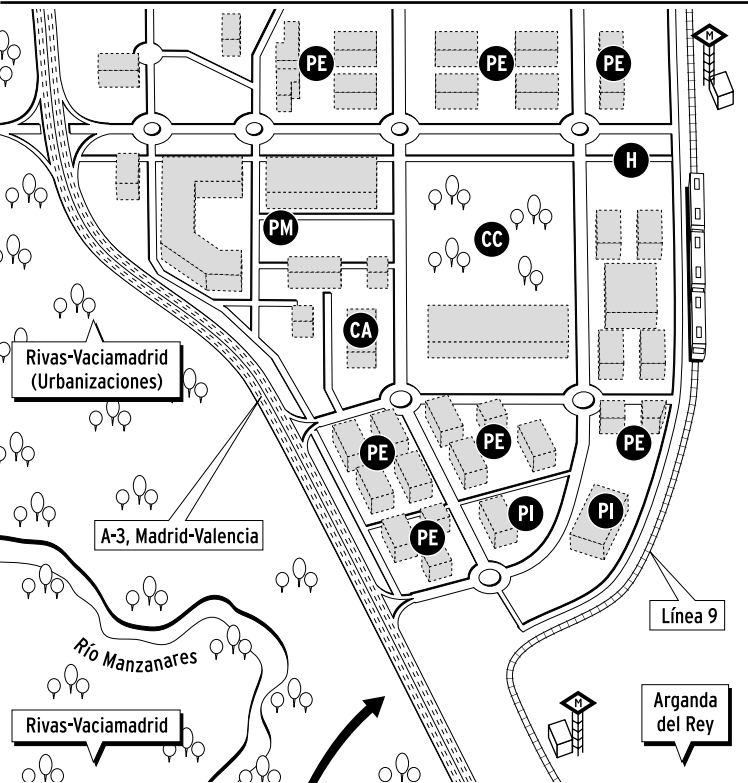 M
PE
PE
PE
H
PM
CC
CA
Rivas-Vaciamadrid
(Urbanizaciones)
PE
PE
PE
A-3, Madrid-Valencia
PE
PI
PI
Línea 9
Río Manzanares
Rivas-Vaciamadrid
M
Arganda
del Rey